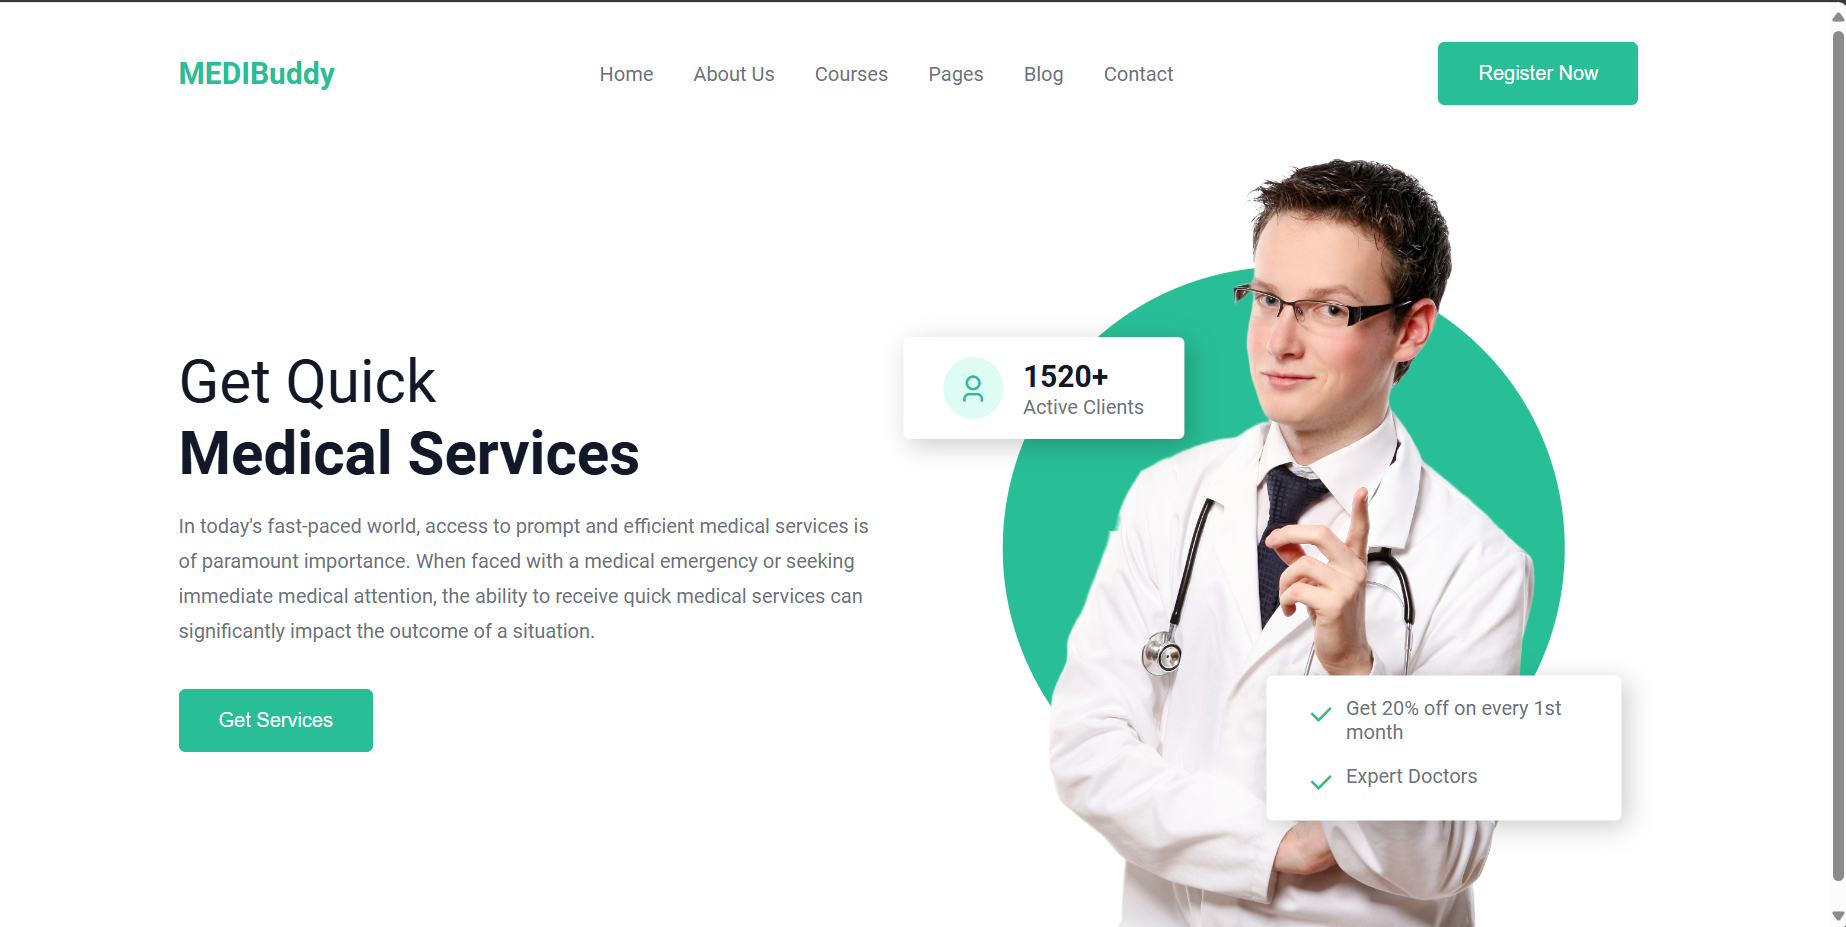 MEDIBuddy
Home About Us Courses Pages Blog Contact
Register Now
Get Quick
Medical Services
In today's fast-paced world, access to prompt and efficient medical services is
of paramount importance. When faced with a medical emergency or seeking
immediate medical attention, the ability to receive quick medical services can
significantly impact the outcome of a situation.
Get Services
1520+
Active Clients
Get 20% off on every 1st
month
Expert Doctors